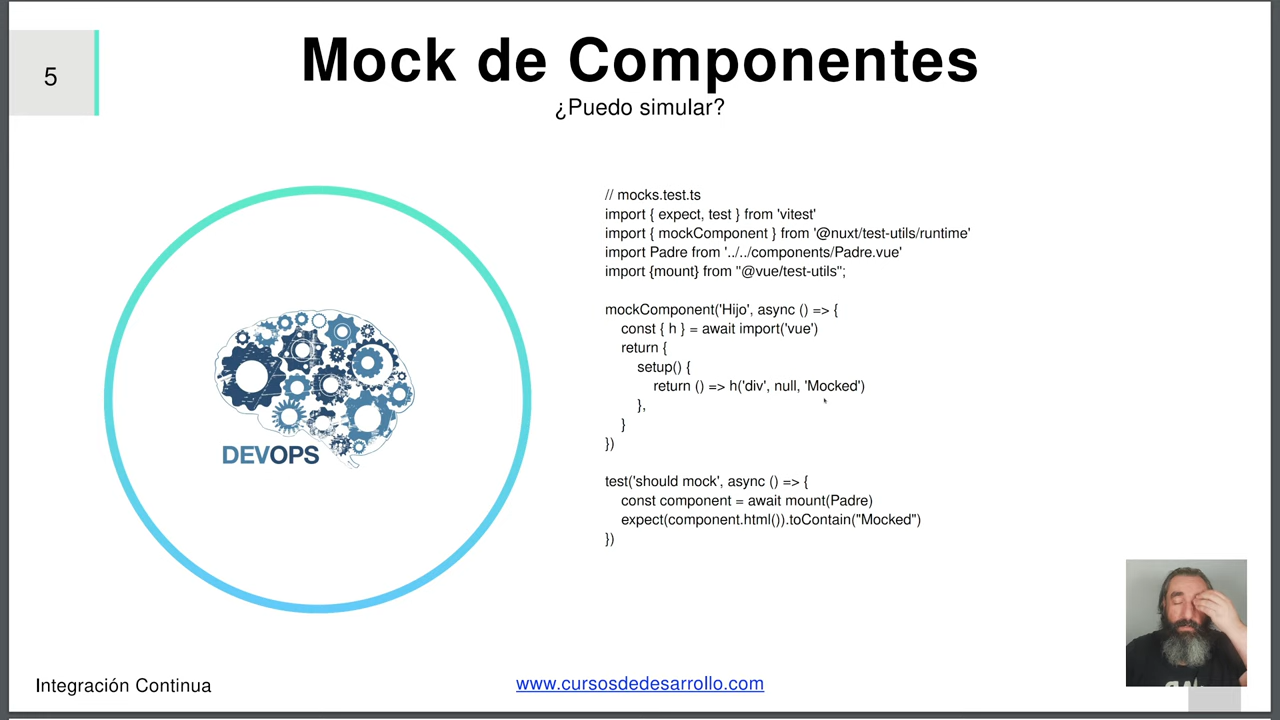 5
Mock de Componentes
¿Puedo simular?
// mocks.test.ts
import { expect, test } from 'vitest'
import { mockComponent } from '@nuxt/test-utils/runtime'
import Padre from '../../components/Padre.vue'
import {mount} from "@vue/test-utils";
mockComponent('Hijo', async () => {
const { h } = await import('vue')
return {
setup() {
return () => h('div', null, 'Mocked')
},
}
})
test('should mock', async () => {
const component = await mount(Padre)
expect(component.html()).toContain("Mocked")
})
DEVOPS
Integración Continua
www.cursosdedesarrollo.com